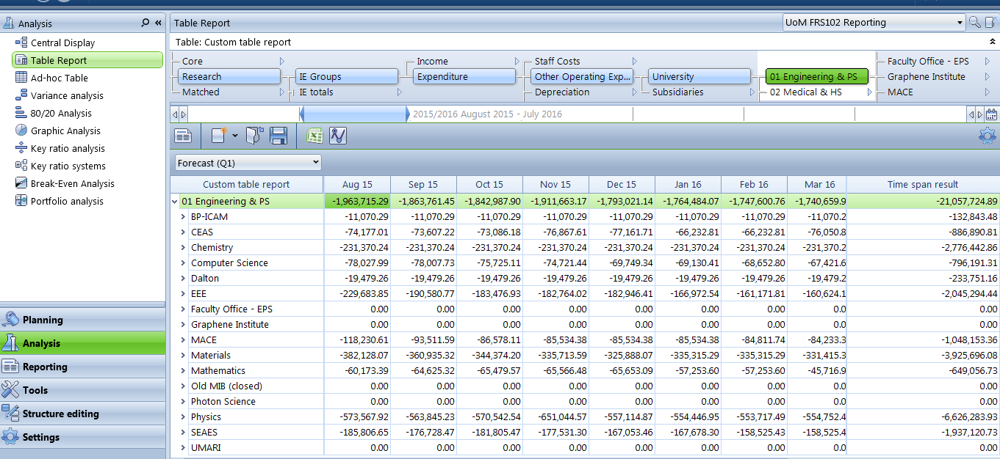 Analysis
Central Display
Table Report
Ad-hoc Table
Variance analysis
80/20 Analysis
Graphic Analysis
Key ratio analysis
Key ratio systems
Break-Even Analysis
Portfolio analysis
Planning
Analysis
Reporting
Tools
Structure editing
Settings
Table Report UoM FRS102 Reporting
Table: Custom table report
Core Income Staff Costs Faculty Office - EPS
Research IE Groups Expenditure Other Operating Exp... University 01 Engineering & PS Graphene Institute
Matched IE totals Depreciation Subsidiaries 02 Medical & HS MACE
2015/2016 August 2015 - July 2016
Forecast (Q1)
Custom table report Aug 15 Sep 15 Oct 15 Nov 15 Dec 15 Jan 16 Feb 16 Mar 16 Time span result
01 Engineering & PS -1,963,715.29 -1,863,761.45 -1,842,987.90 -1,911,663.17 -1,793,021.14 -1,764,484.07 -1,747,600.76 -1,740,659.9 -21,057,724.89
BP-ICAM -11,070.29 -11,070.29 -11,070.29 -11,070.29 -11,070.29 -11,070.29 -11,070.29 -11,070.2 -132,843.48
CEAS -74,177.01 -73,607.22 -73,086.18 -76,867.61 -77,161.71 -66,232.81 -66,232.81 -76,050.8 -886,890.81
Chemistry -231,370.24 -231,370.24 -231,370.24 -231,370.24 -231,370.24 -231,370.24 -231,370.24 -231,370.2 -2,776,442.86
Computer Science -78,027.99 -78,007.73 -75,725.11 -74,721.44 -69,749.34 -69,130.41 -68,652.80 -67,421.6 -796,191.31
Dalton -19,479.26 -19,479.26 -19,479.26 -19,479.26 -19,479.26 -19,479.26 -19,479.26 -19,479.2 -233,751.16
EEE -229,683.85 -190,580.77 -183,476.93 -182,764.02 -182,946.41 -166,972.54 -161,171.81 -160,624.1 -2,045,294.44
Faculty Office - EPS 0.00 0.00 0.00 0.00 0.00 0.00 0.00 0.0 0.00
Graphene Institute 0.00 0.00 0.00 0.00 0.00 0.00 0.00 0.0 0.00
MACE -118,230.61 -93,511.59 -86,578.11 -85,534.38 -85,534.38 -85,534.38 -84,811.74 -84,233.3 -1,048,153.36
Materials -382,128.07 -360,935.32 -344,374.20 -335,713.59 -325,888.07 -335,315.29 -335,315.29 -331,415.3 -3,925,696.08
Mathematics -60,173.39 -64,625.32 -65,479.57 -65,566.48 -65,653.09 -57,253.60 -57,253.60 -45,716.9 -649,056.73
Old MIB (closed) 0.00 0.00 0.00 0.00 0.00 0.00 0.00 0.0 0.00
Photon Science 0.00 0.00 0.00 0.00 0.00 0.00 0.00 0.0 0.00
Physics -573,567.92 -563,845.23 -570,542.54 -651,044.57 -557,114.87 -554,446.95 -553,717.49 -554,752.4 -6,626,283.93
SEAES -185,806.65 -176,728.47 -181,805.47 -177,531.30 -167,053.46 -167,678.30 -158,525.43 -158,525.4 -1,937,120.73
UMARI 0.00 0.00 0.00 0.00 0.00 0.00 0.00 0.0 0.00